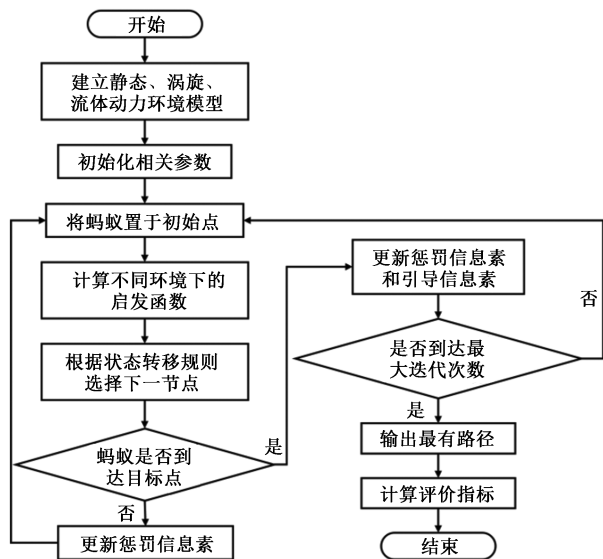 开始
建立静态、涡旋、
流体动力环境模型
初始化相关参数
将蚂蚁置于初始点
计算不同环境下的
启发函数
根据状态转移规则
选择下一节点
蚂蚁是否到
达目标点
是
否
更新惩罚信息素
更新惩罚信息素
和引导信息素
否
是否到达最
大迭代次数
是
输出最有路径
计算评价指标
结束